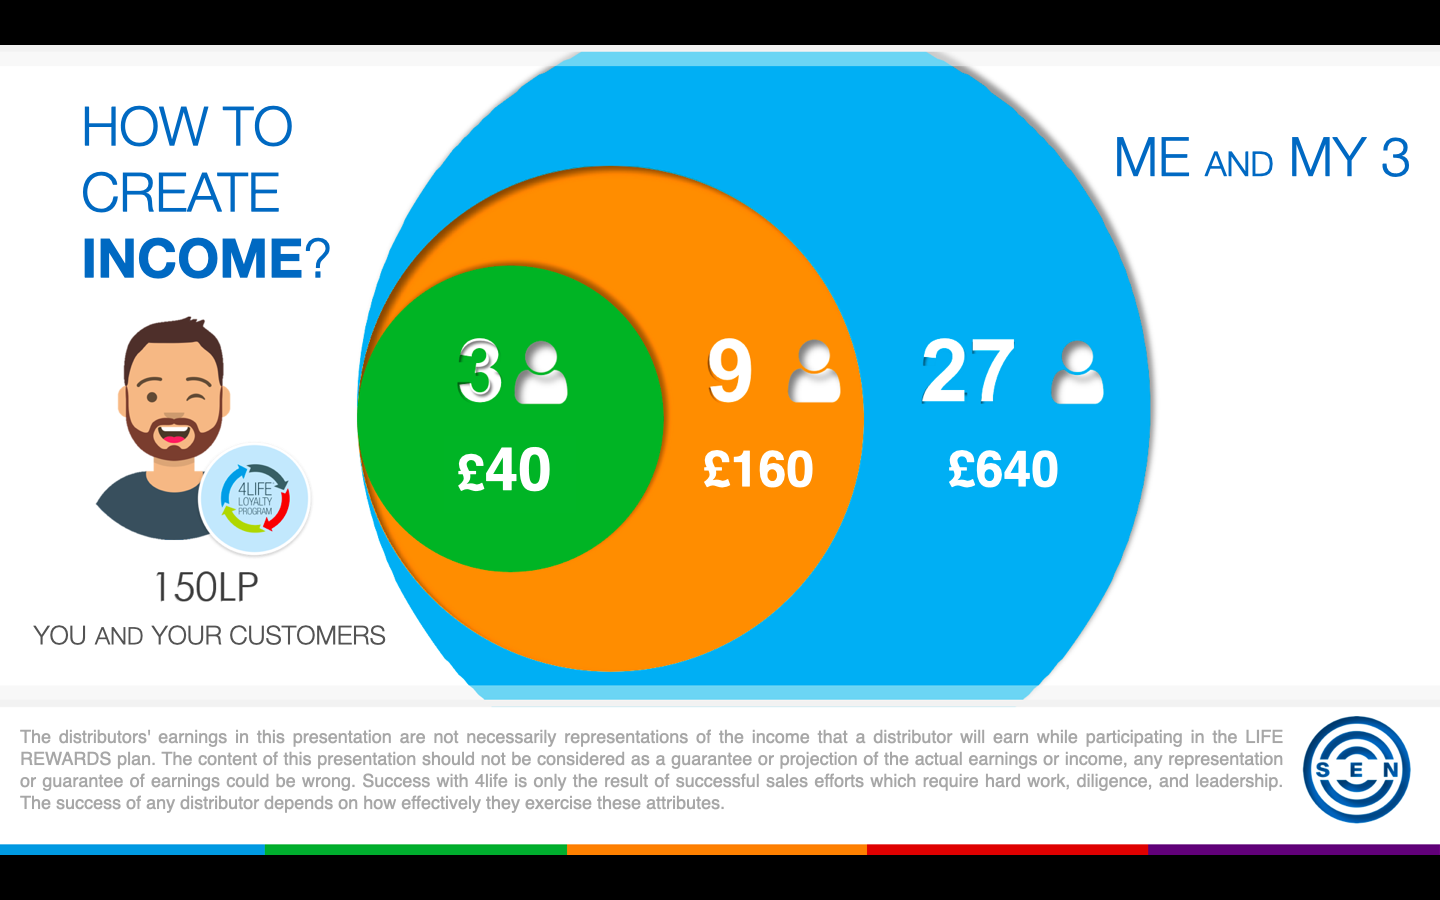 HOW TO
CREATE
INCOME?
ME AND MY 3
3
£40
9
£160
27
£640
4LIFE
LOYALTY
PROGRAM
150LP
YOU AND YOUR CUSTOMERS
The distributors' earnings in this presentation are not necessarily representations of the income that a distributor will earn while participating in the LIFE
REWARDS plan. The content of this presentation should not be considered as a guarantee or projection of the actual earnings or income, any representation
or guarantee of earnings could be wrong. Success with 4life is only the result of successful sales efforts which require hard work, diligence, and leadership.
The success of any distributor depends on how effectively they exercise these attributes.
SEN